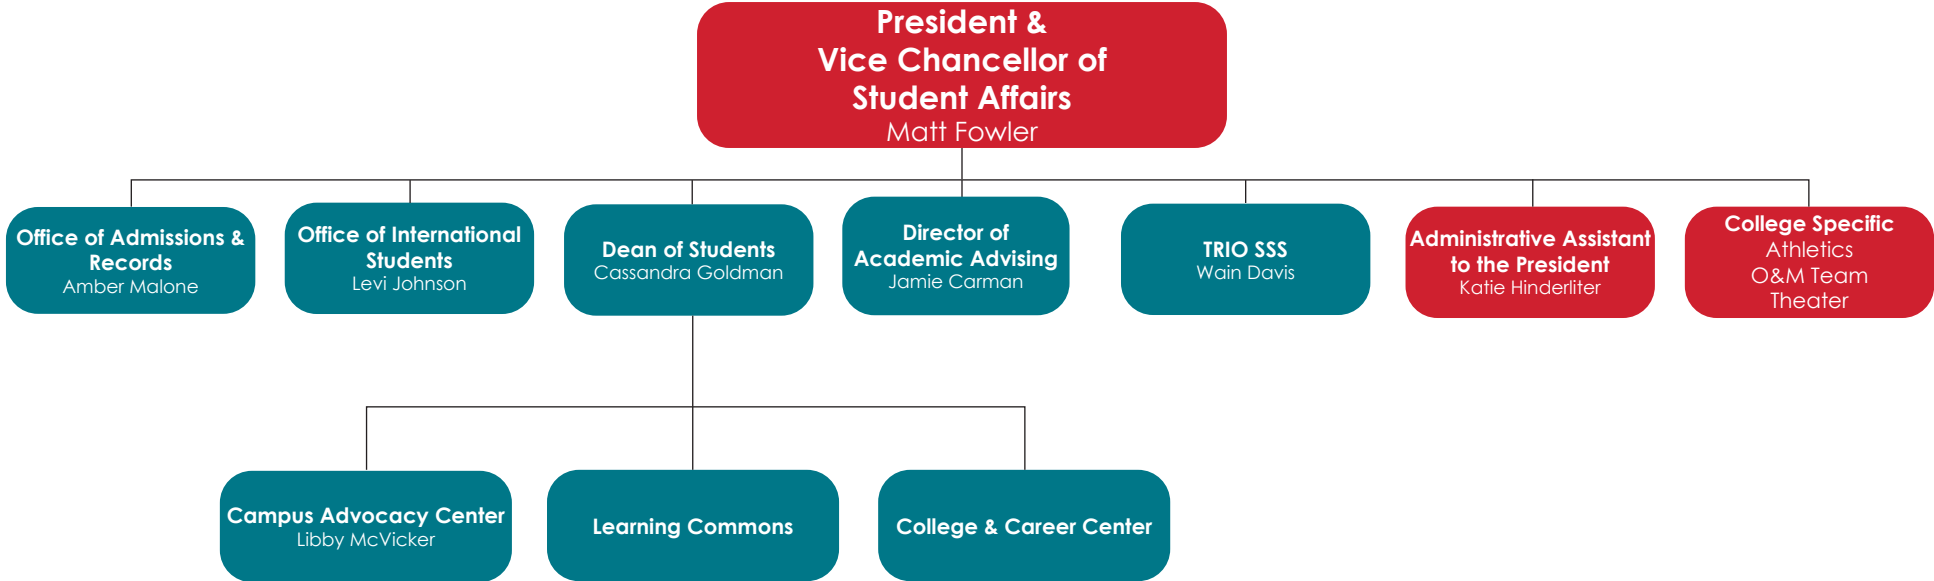 President &
Vice Chancellor of
Student Affairs
Matt Fowler
Office of Admissions &
Records
Amber Malone
Office of International
Students
Levi Johnson
Dean of Students
Cassandra Goldman
Director of
Academic Advising
Jamie Carman
TRIO SSS
Wain Davis
Administrative Assistant
to the President
Katie Hinderliter
College Specific
Athletics
O&M Team
Theater
Campus Advocacy Center
Libby McVicker
Learning Commons
College & Career Center